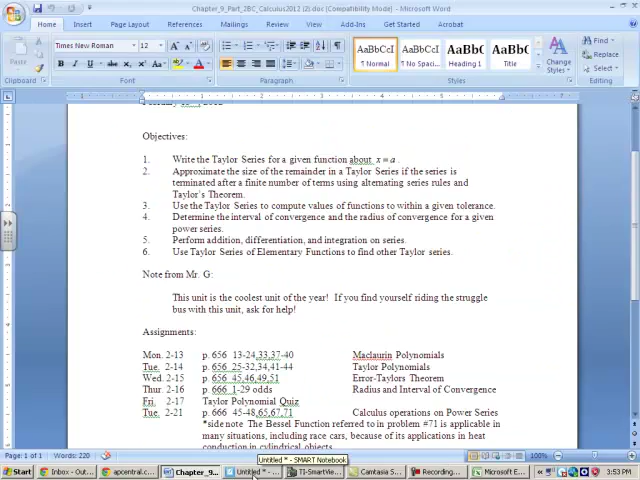 Chapter_9_Part_2BC_Calculus2013 (2).doc [Compatibility Mode] - Microsoft Word
Home Insert Page Layout References Mailings Review View Add-Ins Get Started Acrobat
Times New Roman 12
AaBbCcI AaBbCcI AaBbC AaBbC
Paste
¶ Normal ¶ No Spaci... Heading 1 Title
Change Styles
Find
Replace
Select
Clipboard Font Paragraph Styles Editing
Objectives:
1. Write the Taylor Series for a given function about x = a .
2. Approximate the size of the remainder in a Taylor Series if the series is
terminated after a finite number of terms using alternating series rules and
Taylor's Theorem.
3. Use the Taylor Series to compute values of functions to within a given tolerance.
4. Determine the interval of convergence and the radius of convergence for a given
power series.
5. Perform addition, differentiation, and integration on series.
6. Use Taylor Series of Elementary Functions to find other Taylor series.
Note from Mr. G:
This unit is the coolest unit of the year! If you find yourself riding the struggle
bus with this unit, ask for help!
Assignments:
Mon. 2-13 p. 656 13-24,33,37-40 Maclaurin Polynomials
Tue. 2-14 p. 656 25-32,34,41-44 Taylor Polynomials
Wed. 2-15 p. 656 45,46,49,51 Error-Taylors Theorem
Thur. 2-16 p. 666 1-29 odds Radius and Interval of Convergence
Fri. 2-17 Taylor Polynomial Quiz
Tue. 2-21 p. 666 45-48,65,67,71 Calculus operations on Power Series
*side note The Bessel Function referred to in problem #71 is applicable in
many situations, including race cars, because of its applications in heat
conduction in cylindrical objects.
Page: 1 of 1 Words: 220 100%
Untitled * - SMART Notebook
Start Inbox - Out... apcentral.co... Chapter_9... Untitled * - ... TI-SmartVie... Camtasia S... Recording... Microsoft E... 3:53 PM